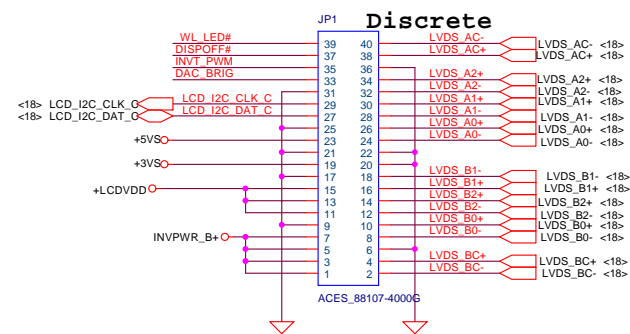 JP1 Discrete
WL_LED# 39 40 LVDS_AC- LVDS_AC- <18>
DISPOFF# 37 38 LVDS_AC+ LVDS_AC+ <18>
INVT_PWM 35 36
DAC_BRIG 33 34 LVDS_A2+ LVDS_A2+ <18>
31 32 LVDS_A2- LVDS_A2- <18>
<18> LCD_I2C_CLK_C LCD_I2C_CLK_C 29 30 LVDS_A1+ LVDS_A1+ <18>
<18> LCD_I2C_DAT_C LCD_I2C_DAT_C 27 28 LVDS_A1- LVDS_A1- <18>
25 26 LVDS_A0+ LVDS_A0+ <18>
+5VS 23 24 LVDS_A0- LVDS_A0- <18>
21 22
+3VS 19 20
17 18 LVDS_B1- LVDS_B1- <18>
+LCDVDD 15 16 LVDS_B1+ LVDS_B1+ <18>
13 14 LVDS_B2+ LVDS_B2+ <18>
11 12 LVDS_B2- LVDS_B2- <18>
9 10 LVDS_B0+ LVDS_B0+ <18>
INVPWR_B+ 7 8 LVDS_B0- LVDS_B0- <18>
5 6
3 4 LVDS_BC+ LVDS_BC+ <18>
1 2 LVDS_BC- LVDS_BC- <18>
ACES_88107-4000G